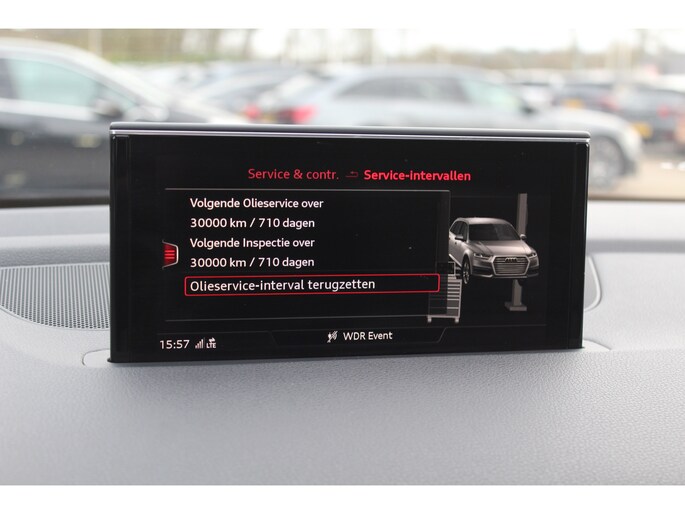 Service & contr. Service-intervallen
Volgende Olieservice over
30000 km / 710 dagen
Volgende Inspectie over
30000 km / 710 dagen
Olieservice-interval terugzetten
WDR Event
15:57 LTE